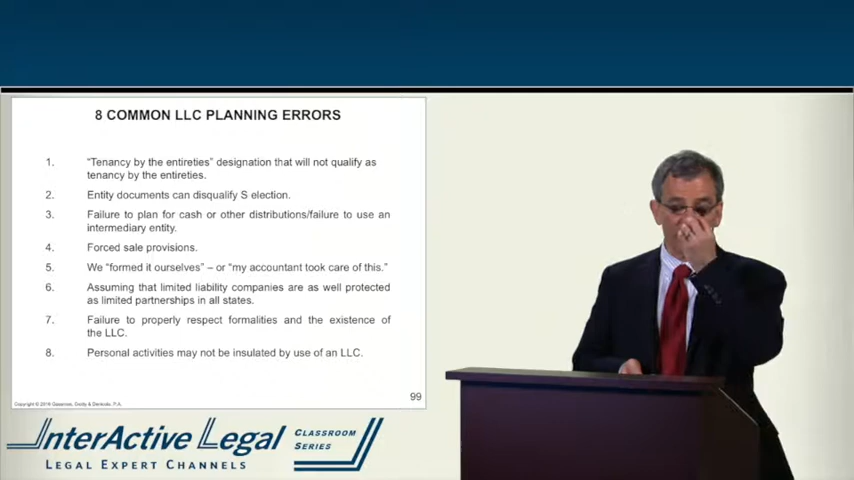 8 COMMON LLC PLANNING ERRORS
1. "Tenancy by the entireties" designation that will not qualify as
tenancy by the entireties.
2. Entity documents can disqualify S election.
3. Failure to plan for cash or other distributions/failure to use an
intermediary entity.
4. Forced sale provisions.
5. We "formed it ourselves" – or "my accountant took care of this."
6. Assuming that limited liability companies are as well protected
as limited partnerships in all states.
7. Failure to properly respect formalities and the existence of
the LLC.
8. Personal activities may not be insulated by use of an LLC.
99
InterActive Legal
CLASSROOM
SERIES
LEGAL EXPERT CHANNELS